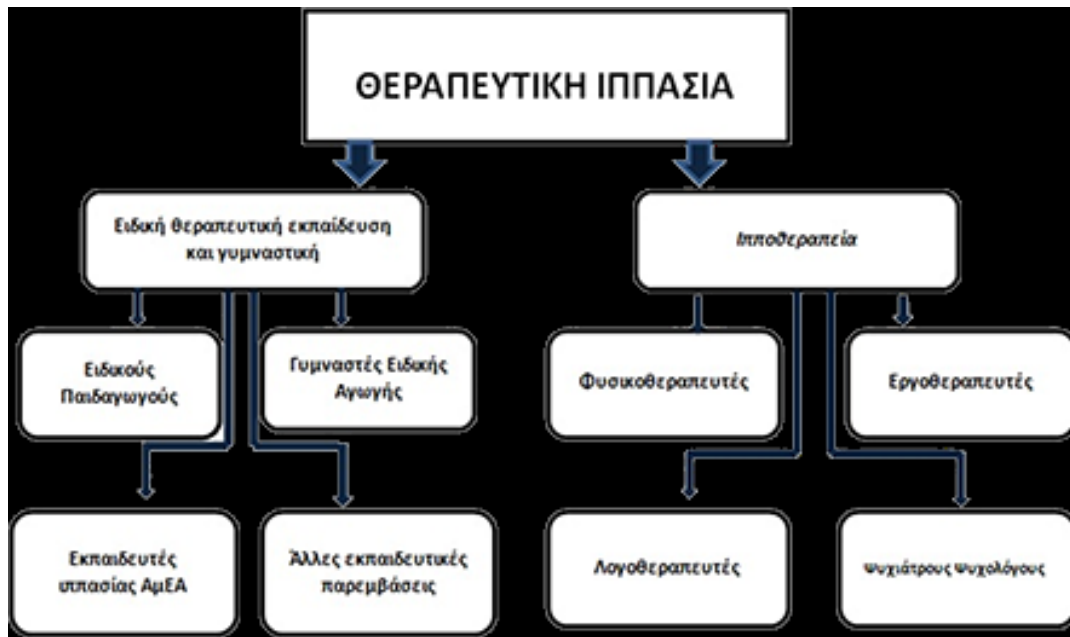 ΘΕΡΑΠΕΥΤΙΚΗ ΙΠΠΑΣΙΑ
Ειδική θεραπευτική εκπαίδευση
και γυμναστική
Ιπποθεραπεία
Ειδικούς
Παιδαγωγούς
Γυμναστές Ειδικής
Αγωγής
Φυσικοθεραπευτές
Εργοθεραπευτές
Εκπαιδευτές
ιππασίας ΑμΕΑ
Άλλες εκπαιδευτικές
παρεμβάσεις
Λογοθεραπευτές
Ψυχιάτρους Ψυχολόγους